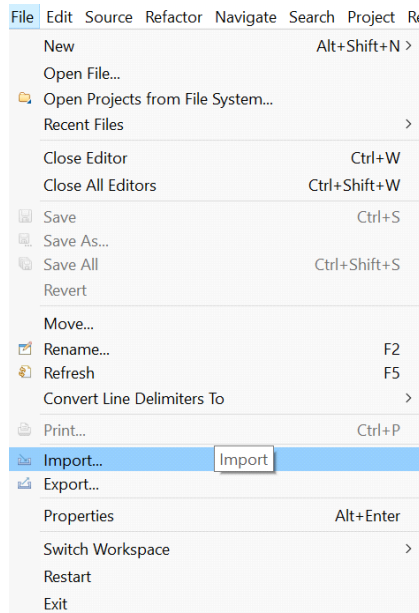 File Edit Source Refactor Navigate Search Project Re
New Alt+Shift+N >
Open File...
Open Projects from File System...
Recent Files >
Close Editor Ctrl+W
Close All Editors Ctrl+Shift+W
Save Ctrl+S
Save As...
Save All Ctrl+Shift+S
Revert
Move...
Rename... F2
Refresh F5
Convert Line Delimiters To >
Print... Ctrl+P
Import... Import
Export...
Properties Alt+Enter
Switch Workspace >
Restart
Exit